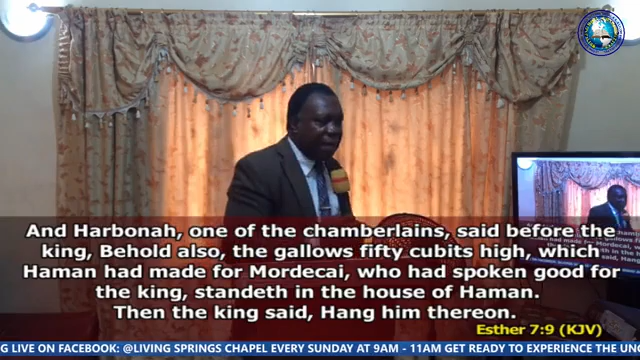 And Harbonah, one of the chamberlains, said before the
king, Behold also, the gallows fifty cubits high, which
Haman had made for Mordecai, who had spoken good for
the king, standeth in the house of Haman.
Then the king said, Hang him thereon.
Esther 7:9 (KJV)
G LIVE ON FACEBOOK: @LIVING SPRINGS CHAPEL EVERY SUNDAY AT 9AM - 11AM GET READY TO EXPERIENCE THE UN